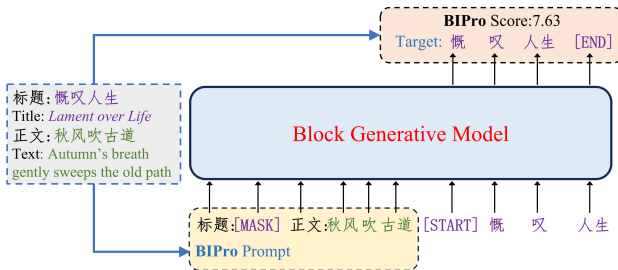 BIPro Score:7.63
Target: 慨 叹 人生 [END]
标题:慨叹人生
Title: Lament over Life
正文:秋风吹古道
Text: Autumn's breath
gently sweeps the old path
Block Generative Model
标题:[MASK] 正文:秋风吹古道 [START] 慨 叹 人生
BIPro Prompt